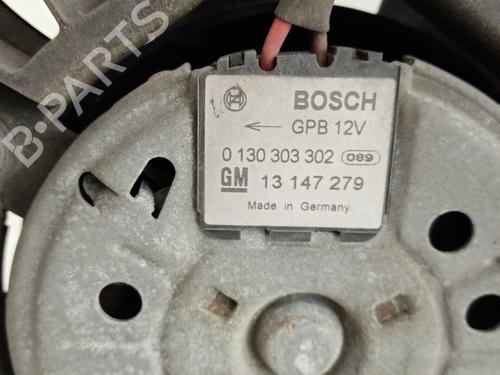 B-PARTS
BOSCH
← GPB 12V
0 130 303 302 089
GM 13 147 279
Made in Germany